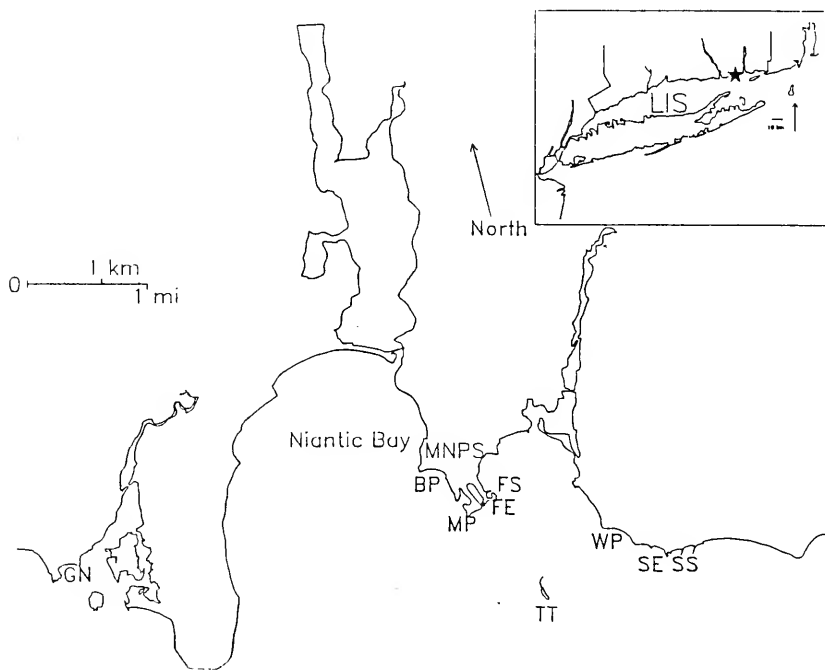 LIS
North
1 km
0
1 mi
Niantic Bay
MNPS
BP
FS
FE
MP
WP
GN
SE SS
TT